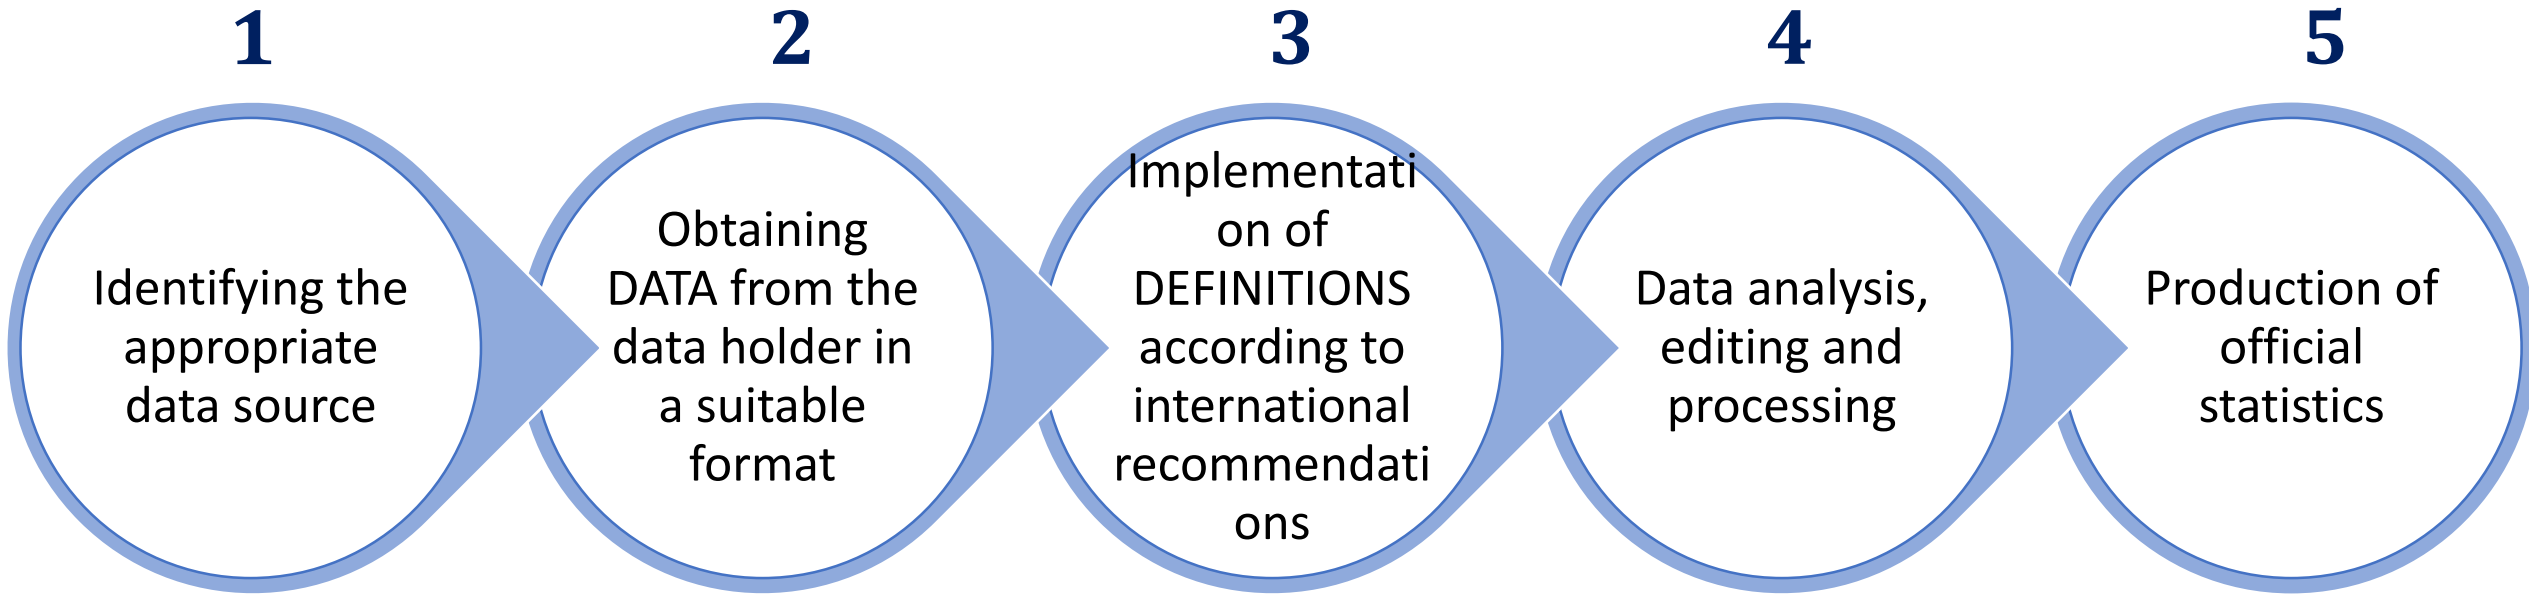 1
Identifying the
appropriate
data source
2
Obtaining
DATA from the
data holder in
a suitable
format
3
Implementati
on of
DEFINITIONS
according to
international
recommendati
ons
4
Data analysis,
editing and
processing
5
Production of
official
statistics